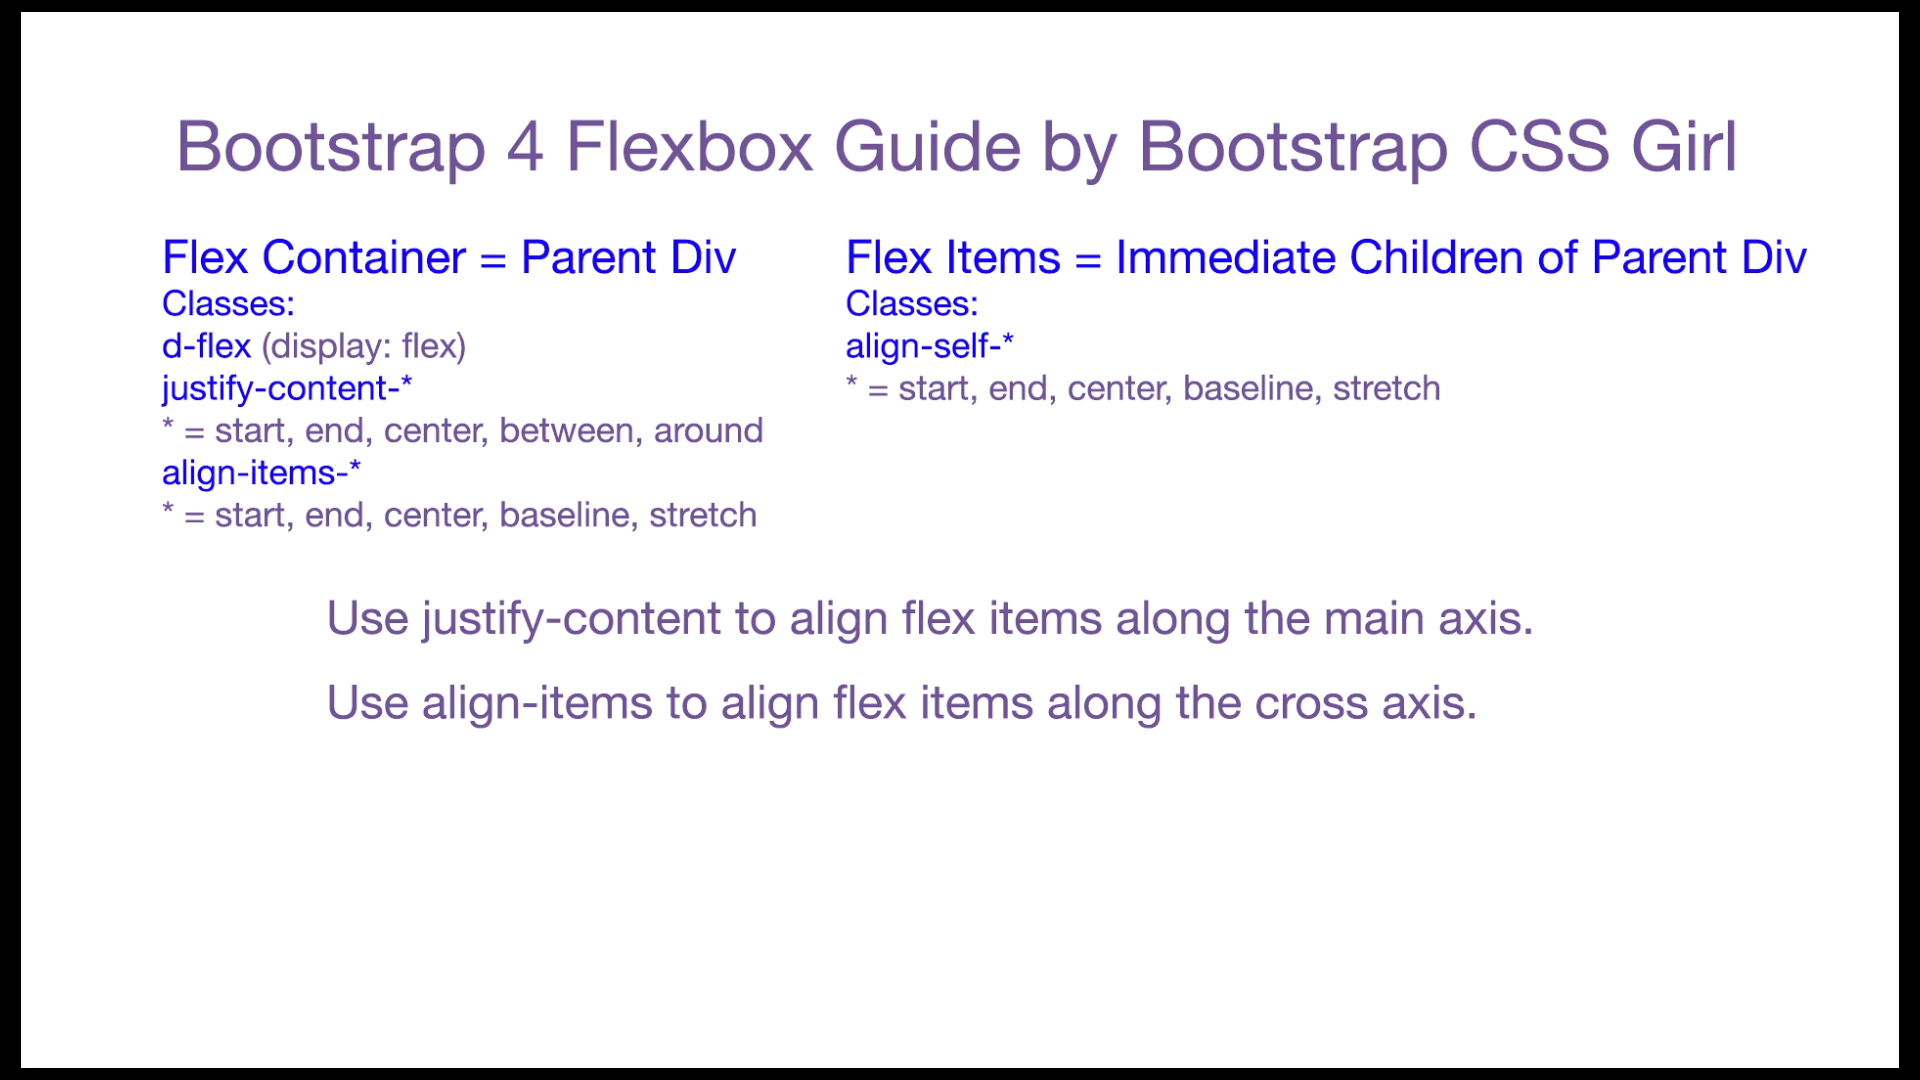 Bootstrap 4 Flexbox Guide by Bootstrap CSS Girl
Flex Container = Parent Div
Classes:
d-flex (display: flex)
justify-content-*
* = start, end, center, between, around
align-items-*
* = start, end, center, baseline, stretch
Flex Items = Immediate Children of Parent Div
Classes:
align-self-*
* = start, end, center, baseline, stretch
Use justify-content to align flex items along the main axis.
Use align-items to align flex items along the cross axis.